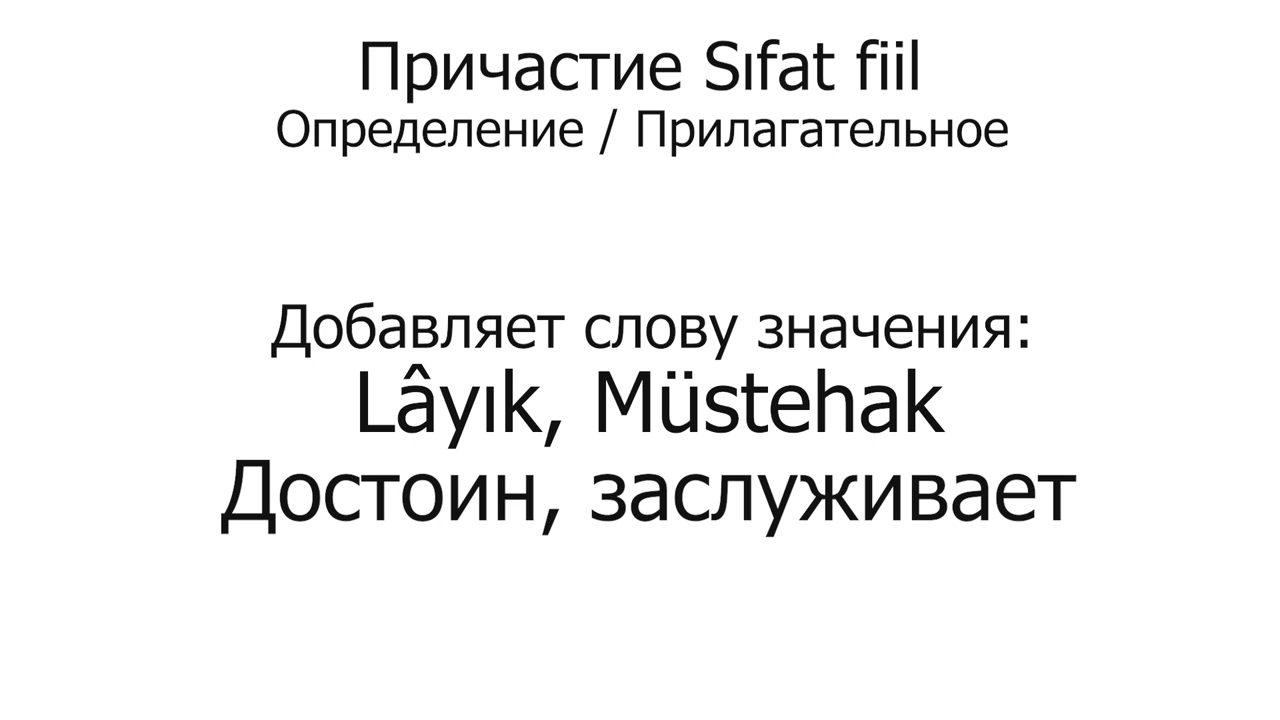 Причастие Sıfat fiil
Определение / Прилагательное
Добавляет слову значения:
Lâyık, Müstehak
Достоин, заслуживает